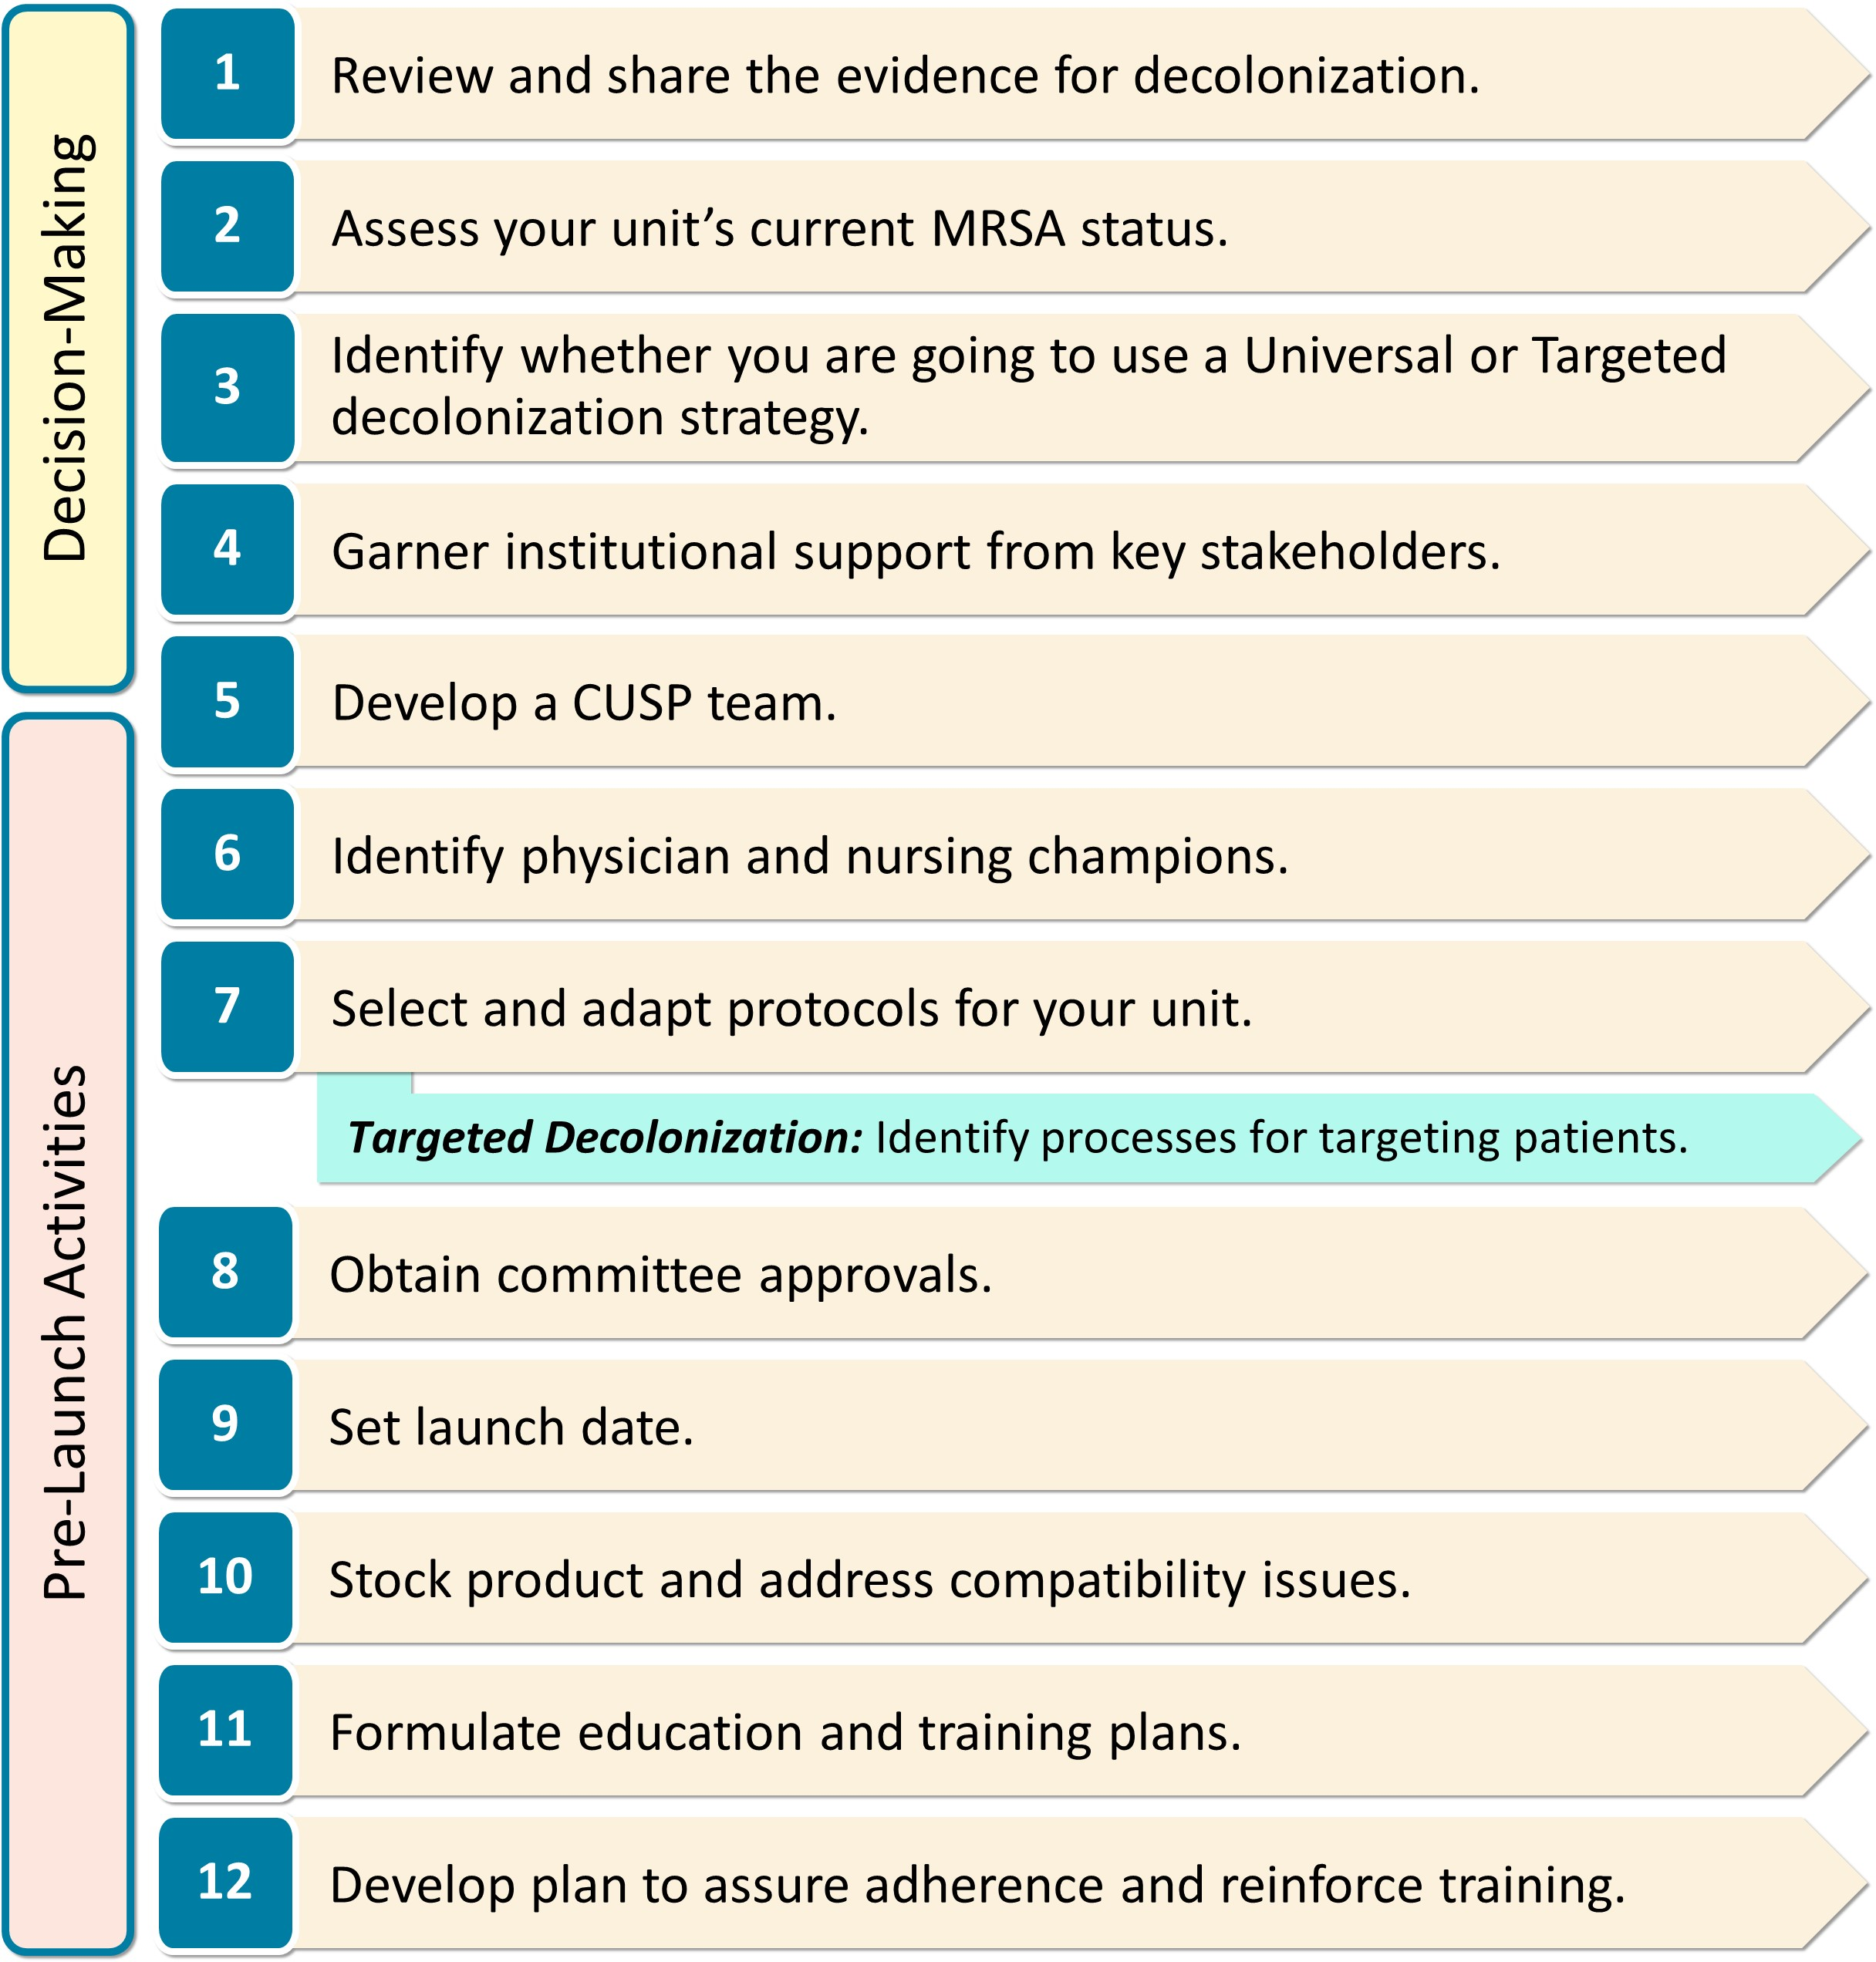 Decision-Making
1
Review and share the evidence for decolonization.
2
Assess your unit’s current MRSA status.
3
Identify whether you are going to use a Universal or Targeted
decolonization strategy.
4
Garner institutional support from key stakeholders.
5
Develop a CUSP team.
Pre-Launch Activities
6
Identify physician and nursing champions.
7
Select and adapt protocols for your unit.
Targeted Decolonization: Identify processes for targeting patients.
8
Obtain committee approvals.
9
Set launch date.
10
Stock product and address compatibility issues.
11
Formulate education and training plans.
12
Develop plan to assure adherence and reinforce training.